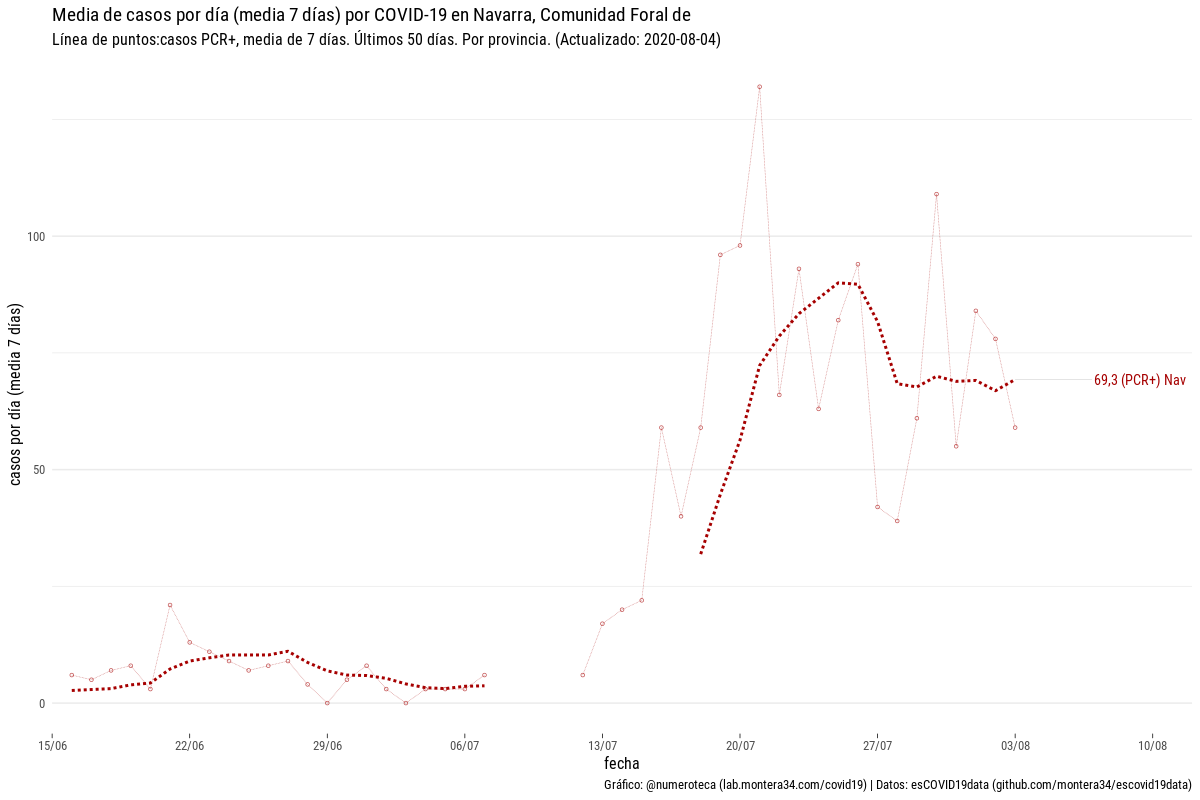 Media de casos por día (media 7 días) por COVID-19 en Navarra, Comunidad Foral de
Línea de puntos:casos PCR+, media de 7 días. Últimos 50 días. Por provincia. (Actualizado: 2020-08-04)
casos por día (media 7 días)
100
50
0
69,3 (PCR+) Nav
15/06
22/06
29/06
06/07
13/07
20/07
27/07
03/08
10/08
fecha
Gráfico: @numeroteca (lab.montera34.com/covid19) | Datos: esCOVID19data (github.com/montera34/escovid19data)